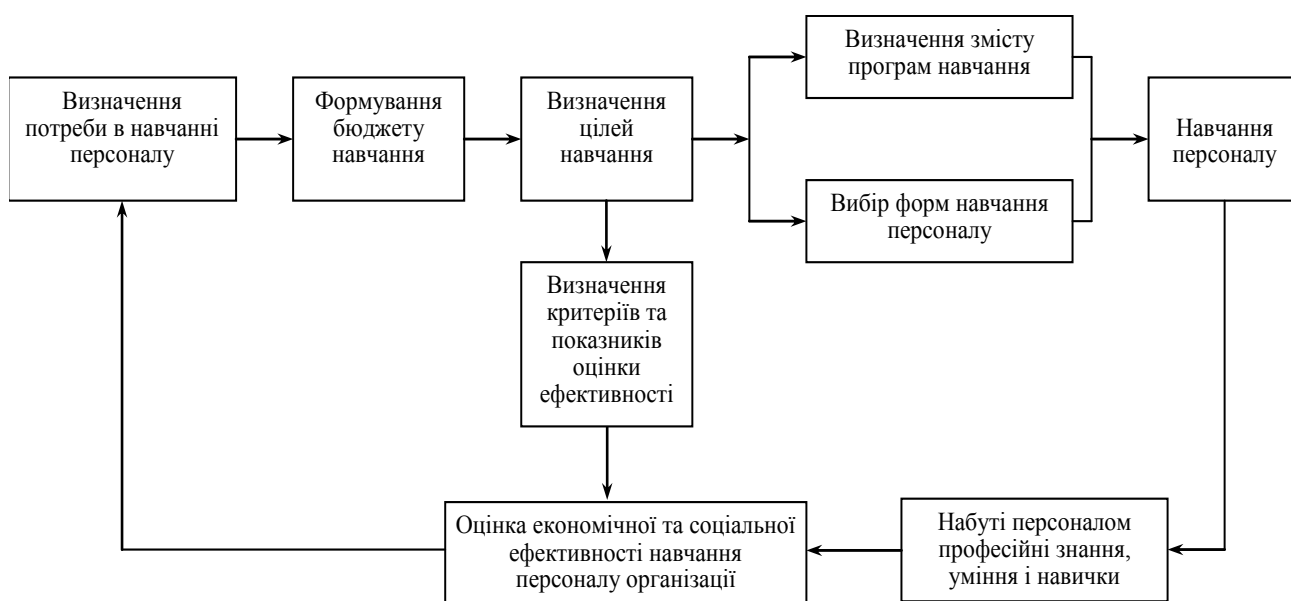 Визначення
потреби в навчанні
персоналу
Формування
бюджету
навчання
Визначення
цілей
навчання
Визначення змісту
програм навчання
Вибір форм навчання
персоналу
Навчання
персоналу
Визначення
критеріїв та
показників
оцінки
ефективності
Оцінка економічної та соціальної
ефективності навчання
персоналу організації
Набуті персоналом
професійні знання,
уміння і навички